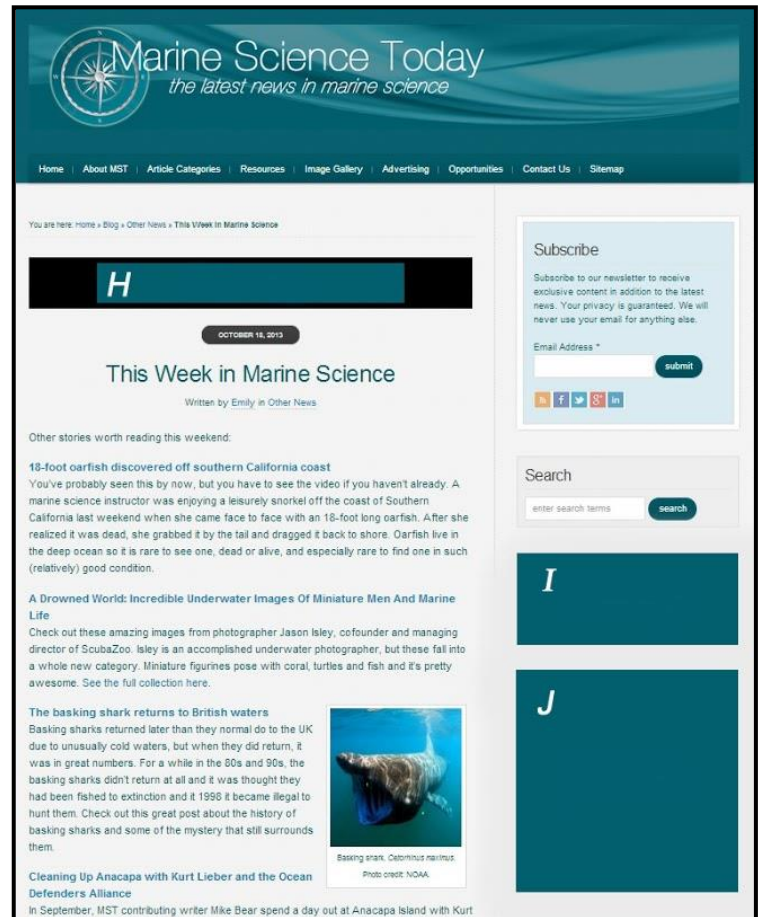 Marine Science Today
the latest news in marine science
Home | About MST | Article Categories | Resources | Image Gallery | Advertising | Opportunities | Contact Us | Sitemap
You are here: Home » Blog » Other News » This Week in Marine Science
H
OCTOBER 18, 2013
This Week in Marine Science
Written by Emily in Other News
Other stories worth reading this weekend:
18-foot oarfish discovered off southern California coast
You've probably seen this by now, but you have to see the video if you haven't already. A
marine science instructor was enjoying a leisurely snorkel off the coast of Southern
California last weekend when she came face to face with an 18-foot long oarfish. After she
realized it was dead, she grabbed it by the tail and dragged it back to shore. Oarfish live in
the deep ocean so it is rare to see one, dead or alive, and especially rare to find one in such
(relatively) good condition.
A Drowned World: Incredible Underwater Images Of Miniature Men And Marine
Life
Check out these amazing images from photographer Jason Isley, cofounder and managing
director of ScubaZoo. Isley is an accomplished underwater photographer, but these fall into
a whole new category. Miniature figurines pose with coral, turtles and fish and it's pretty
awesome. See the full collection here.
The basking shark returns to British waters
Basking sharks returned later than they normal do to the UK
due to unusually cold waters, but when they did return, it
was in great numbers. For a while in the 80s and 90s, the
basking sharks didn't return at all and it was thought they
had been fished to extinction and it 1998 it became illegal to
hunt them. Check out this great post about the history of
basking sharks and some of the mystery that still surrounds
them.
Basking shark, Cetorhinus maximus.
Photo credit: NOAA.
Cleaning Up Anacapa with Kurt Lieber and the Ocean
Defenders Alliance
In September, MST contributing writer Mike Bear spend a day out at Anacapa Island with Kurt
Subscribe
Subscribe to our newsletter to receive
exclusive content in addition to the latest
news. Your privacy is guaranteed. We will
never use your email for anything else.
Email Address *
submit
f g+ in
Search
enter search terms
search
I
J